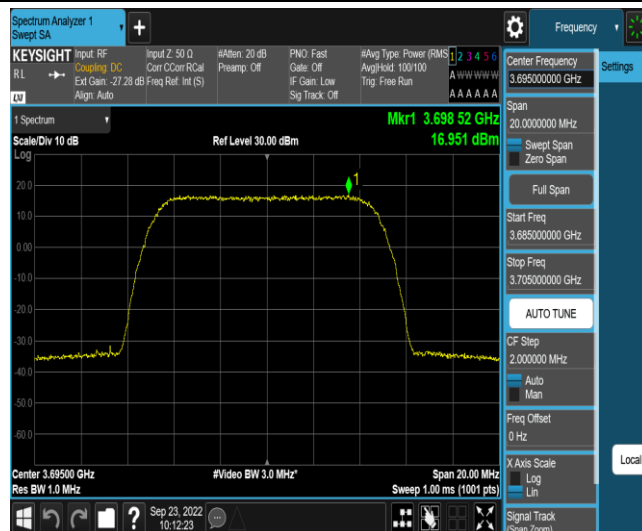 Spectrum Analyzer 1
Swept SA
+
Frequency
KEYSIGHT
RL
LXI
Input: RF
Coupling: DC
Ext Gain: -27.28 dB
Align: Auto
Input Z: 50 Ω
Corr CCorr RCal
Freq Ref: Int (S)
#Atten: 20 dB
Preamp: Off
PNO: Fast
Gate: Off
IF Gain: Low
Sig Track: Off
#Avg Type: Power (RMS
Avg|Hold: 100/100
Trig: Free Run
1 2 3 4 5 6
A W W W W W
A A A A A A
1 Spectrum
Scale/Div 10 dB
Log
Ref Level 30.00 dBm
Mkr1 3.698 52 GHz
16.951 dBm
1
20.0
10.0
0.00
-10.0
-20.0
-30.0
-40.0
-50.0
-60.0
Center 3.69500 GHz
Res BW 1.0 MHz
#Video BW 3.0 MHz*
Span 20.00 MHz
Sweep 1.00 ms (1001 pts)
?
Sep 23, 2022
10:12:23
Center Frequency
3.695000000 GHz
Span
20.0000000 MHz
Swept Span
Zero Span
Full Span
Start Freq
3.685000000 GHz
Stop Freq
3.705000000 GHz
AUTO TUNE
CF Step
2.000000 MHz
Auto
Man
Freq Offset
0 Hz
X Axis Scale
Log
Lin
Signal Track
(Span Zoom)
Settings
Local